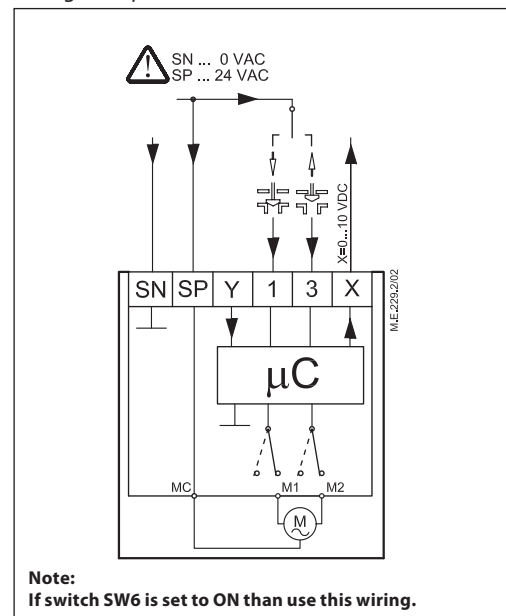 SN ... 0 VAC
SP ... 24 VAC
X=0...10 VDC
SN SP Y 1 3 X
M.E.229.2/02
µC
MC M1 M2
M
Note:
If switch SW6 is set to ON than use this wiring.